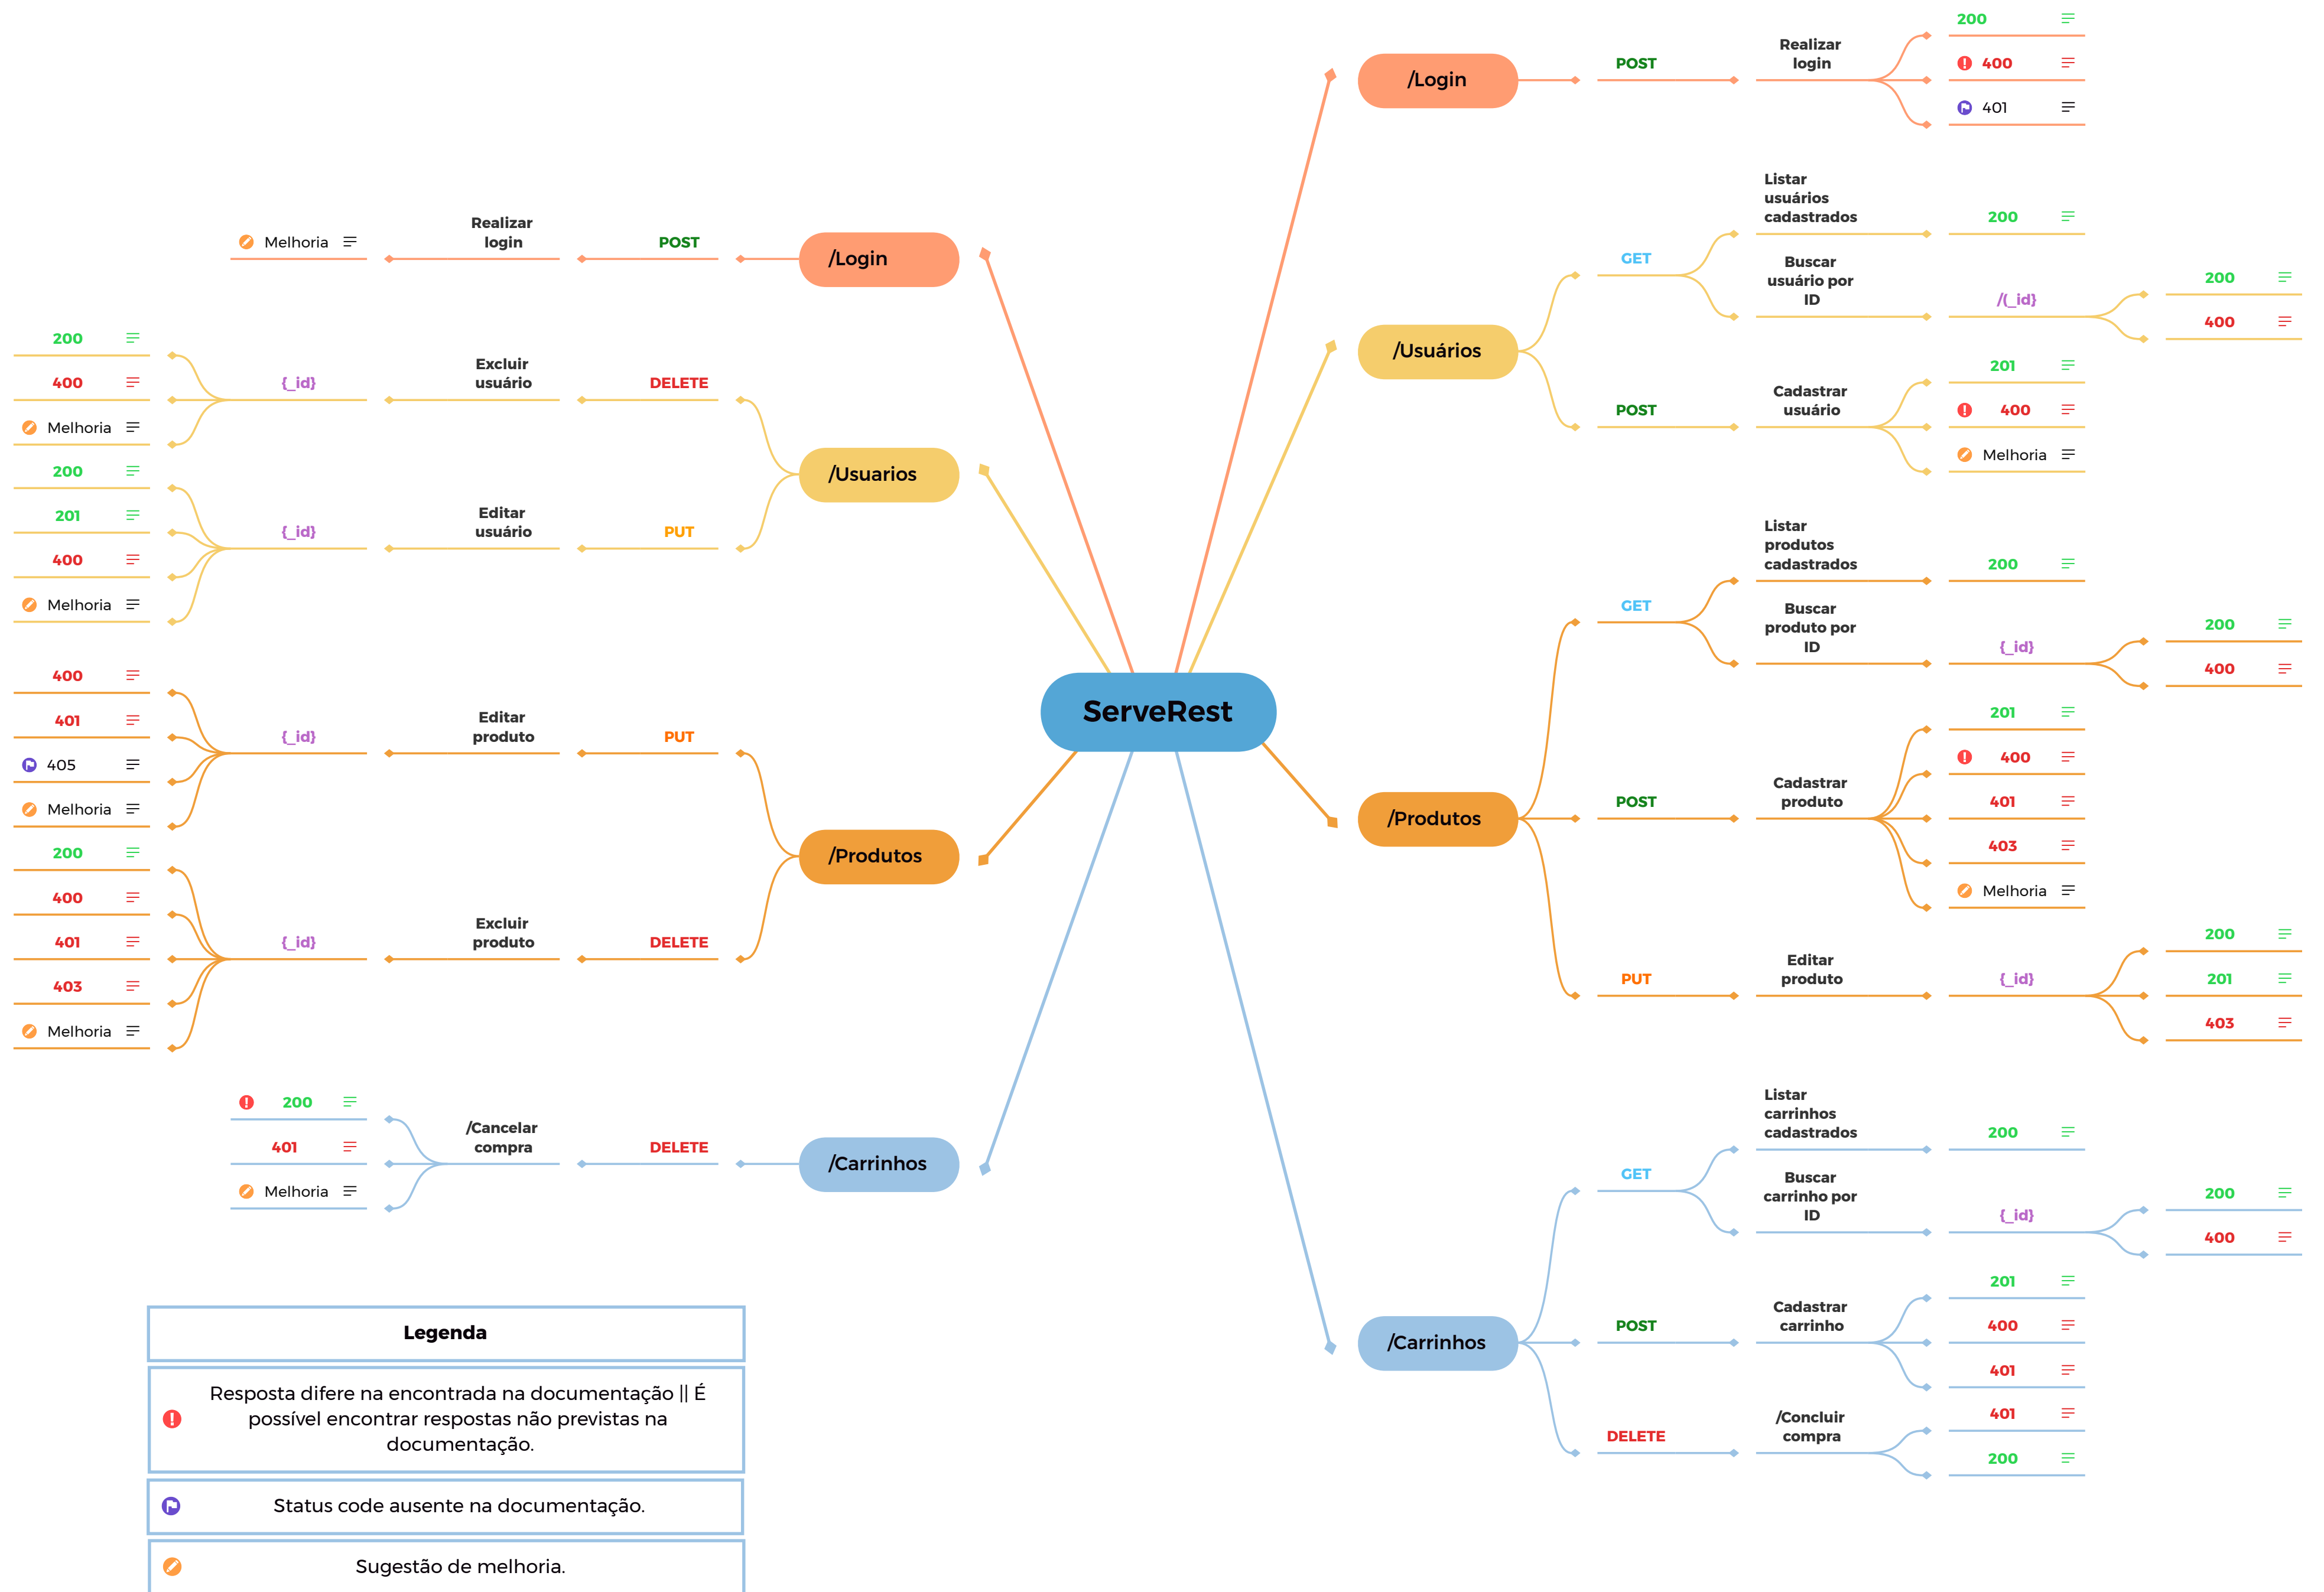 ServeRest
/Login
POST
Realizar
login
200
400
401
/Usuários
GET
Listar
usuários
cadastrados
200
Buscar
usuário por
ID
/(_id}
200
400
POST
Cadastrar
usuário
201
400
Melhoria
/Produtos
GET
Listar
produtos
cadastrados
200
Buscar
produto por
ID
{_id}
200
400
POST
Cadastrar
produto
201
400
401
403
Melhoria
PUT
Editar
produto
{_id}
200
201
403
/Carrinhos
GET
Listar
carrinhos
cadastrados
200
Buscar
carrinho por
ID
{_id}
200
400
POST
Cadastrar
carrinho
201
400
401
DELETE
/Concluir
compra
401
200
/Login
POST
Realizar
login
Melhoria
/Usuarios
DELETE
Excluir
usuário
{_id}
200
400
Melhoria
PUT
Editar
usuário
{_id}
200
201
400
Melhoria
/Produtos
PUT
Editar
produto
{_id}
400
401
405
Melhoria
DELETE
Excluir
produto
{_id}
200
400
401
403
Melhoria
/Carrinhos
DELETE
/Cancelar
compra
200
401
Melhoria
Legenda
Resposta difere na encontrada na documentação || É
possível encontrar respostas não previstas na
documentação.
Status code ausente na documentação.
Sugestão de melhoria.